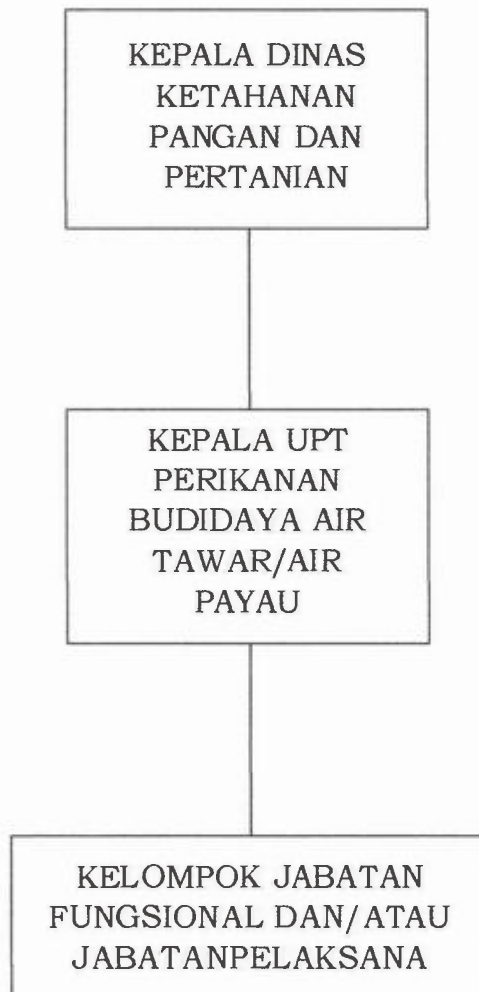 KEPALA DINAS
KETAHANAN
PANGAN DAN
PERTANIAN
KEPALA UPT
PERIKANAN
BUDIDAYA AIR
TAWAR/AIR
PAYAU
KELOMPOK JABATAN
FUNGSIONAL DAN/ATAU
JABATANPELAKSANA